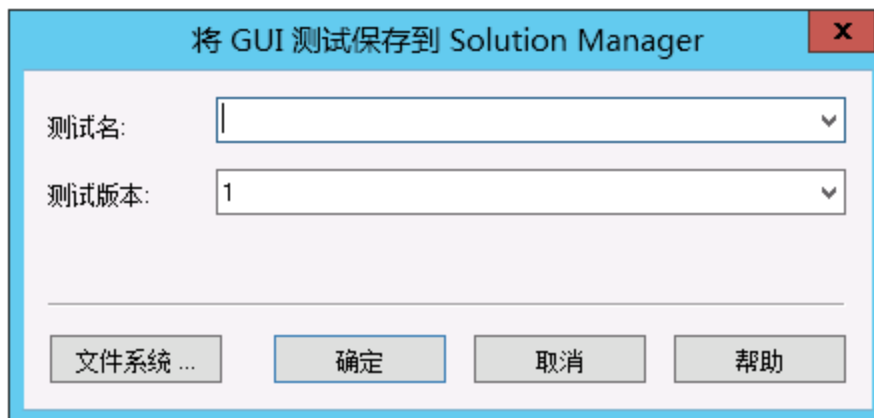 将 GUI 测试保存到 Solution Manager
x
测试名:
测试版本: 1
文件系统 ... 确定 取消 帮助